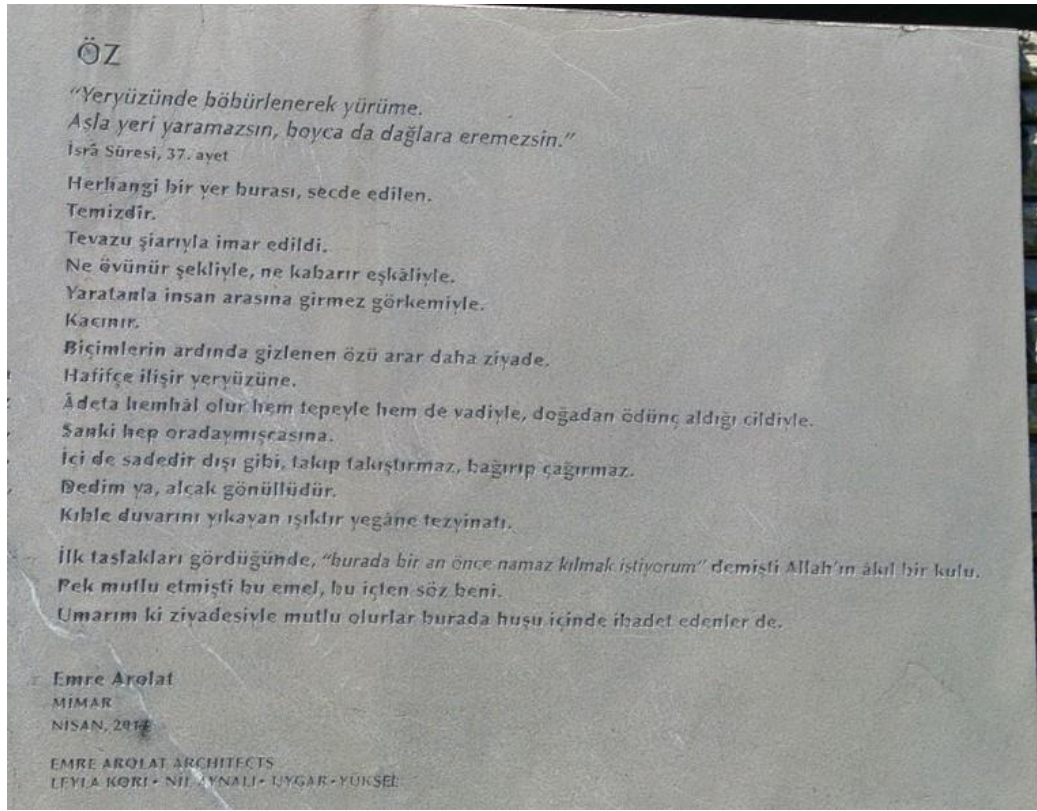 ÖZ
"Yeryüzünde böbürlenerek yürüme.
Aşla yeri yaramazsın, boyca da dağlara eremezsin."
İsrâ Sûresi, 37. ayet
Herhangi bir yer burası, secde edilen.
Temizdir.
Tevazu şiarıyla imar edildi.
Ne övünür şekliyle, ne kabarır eşkâliyle.
Yaratanla insan arasına girmez görkemiyle.
Kaçınır.
Biçimlerin ardında gizlenen özü arar daha ziyade.
Hafifçe ilişir yeryüzüne.
Âdeta hemhâl olur hem tepeyle hem de vadiyle, doğadan ödünç aldığı cildiyle.
Sanki hep oradaymışcasına.
İçi de sadedir dışı gibi, takıp takıştırmaz, bağırıp çağırmaz.
Dedim ya, alçak gönüllüdür.
Kıble duvarını yıkayan ışıktır yegâne tezyinatı.
İlk taslakları gördüğünde, "burada bir an önce namaz kılmak istiyorum" demişti Allah'ın âkil bir kulu.
Pek mutlu etmişti bu emel, bu içten söz beni.
Umarım ki ziyadesiyle mutlu olurlar burada huşu içinde ibadet edenler de.
Emre Arolat
MİMAR
NİSAN,
EMRE AROLAT ARCHITECTS
LEYLA KORI • NİL AYNALI • UYGAR • YÜKSEL